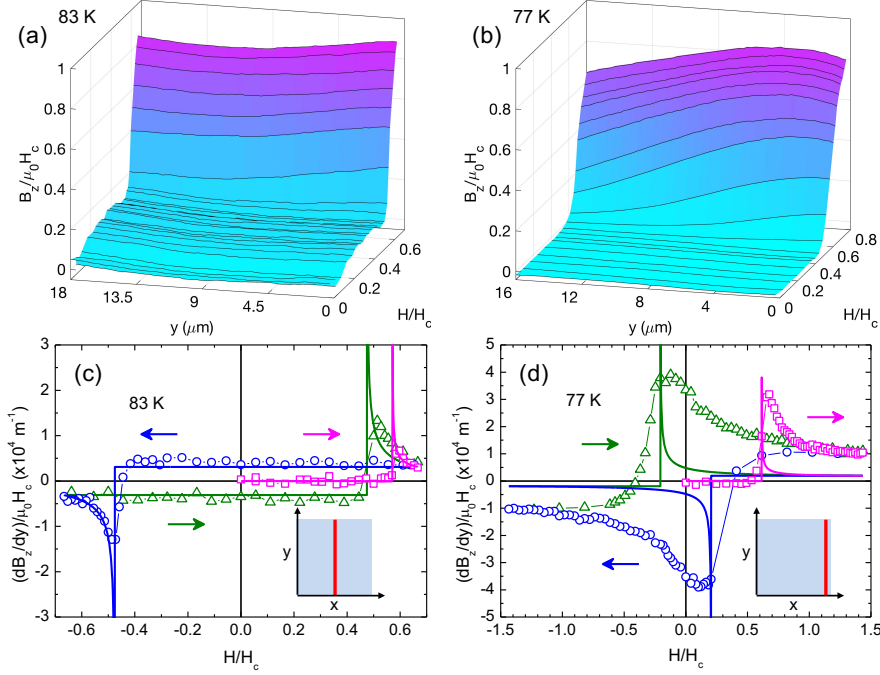 (a) 83 K
B_z/μ_0H_c
1
0.8
0.6
0.4
0.2
0
18
13.5
9
4.5
0
y (μm)
0
0.2
0.4
0.6
H/H_c
(b) 77 K
B_z/μ_0H_c
1
0.8
0.6
0.4
0.2
0
16
12
8
4
0
y (μm)
0
0.2
0.4
0.6
0.8
H/H_c
(c)
83 K
(dB_z/dy)/μ_0H_c (x10^4 m^-1)
3
2
1
0
-1
-2
-3
-0.6 -0.4 -0.2 0.0 0.2 0.4 0.6
H/H_c
y
x
(d)
77 K
(dB_z/dy)/μ_0H_c (x10^4 m^-1)
5
4
3
2
1
0
-1
-2
-3
-4
-5
-1.5 -1.0 -0.5 0.0 0.5 1.0 1.5
H/H_c
y
x